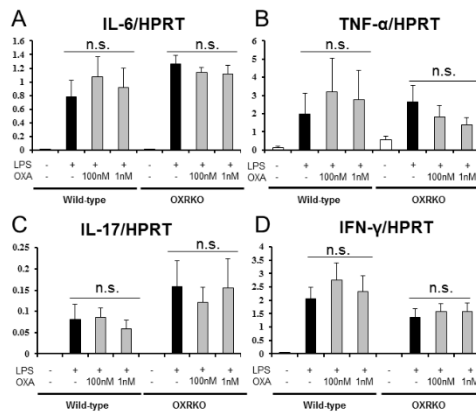 A
IL-6/HPRT
n.s. n.s.
1.6
1.4
1.2
1
0.8
0.6
0.4
0.2
0
LPS - + + + - + + +
OXA - - 100nM 1nM - - 100nM 1nM
Wild-type OXRKO
B
TNF-α/HPRT
n.s. n.s.
6
5
4
3
2
1
0
LPS - + + + - + + +
OXA - - 100nM 1nM - - 100nM 1nM
Wild-type OXRKO
C
IL-17/HPRT
n.s. n.s.
0.25
0.2
0.15
0.1
0.05
0
LPS - + + + - + + +
OXA - - 100nM 1nM - - 100nM 1nM
Wild-type OXRKO
D
IFN-γ/HPRT
n.s. n.s.
4
3.5
3
2.5
2
1.5
1
0.5
0
LPS - + + + - + + +
OXA - - 100nM 1nM - - 100nM 1nM
Wild-type OXRKO